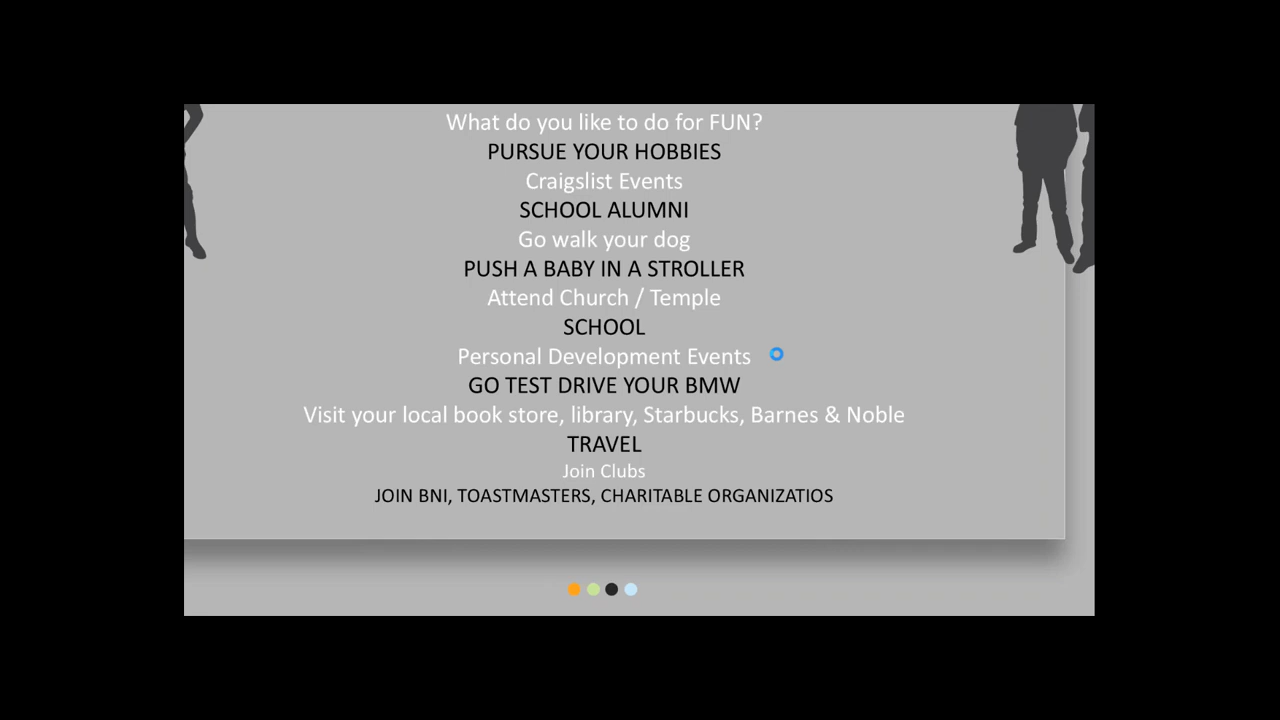 What do you like to do for FUN?
PURSUE YOUR HOBBIES
Craigslist Events
SCHOOL ALUMNI
Go walk your dog
PUSH A BABY IN A STROLLER
Attend Church / Temple
SCHOOL
Personal Development Events
GO TEST DRIVE YOUR BMW
Visit your local book store, library, Starbucks, Barnes & Noble
TRAVEL
Join Clubs
JOIN BNI, TOASTMASTERS, CHARITABLE ORGANIZATIOS